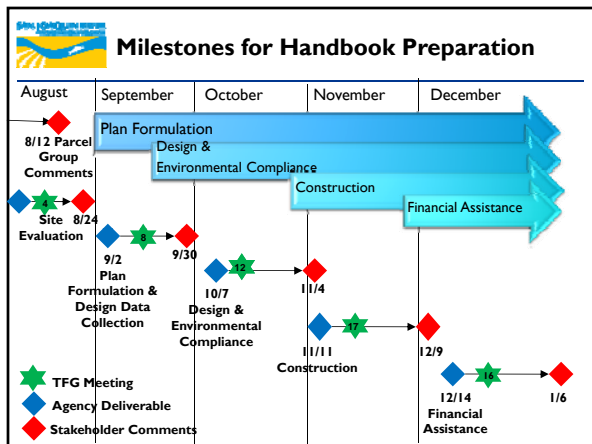 Milestones for Handbook Preparation
August
September
October
November
December
8/12 Parcel
Group
Comments
Plan Formulation
Design &
Environmental Compliance
Construction
Financial Assistance
4
Site
Evaluation
8/24
8
9/2
Plan
Formulation &
Design Data
Collection
9/30
12
10/7
Design &
Environmental
Compliance
11/4
17
11/11
Construction
12/9
16
12/14
Financial
Assistance
1/6
TFG Meeting
Agency Deliverable
Stakeholder Comments